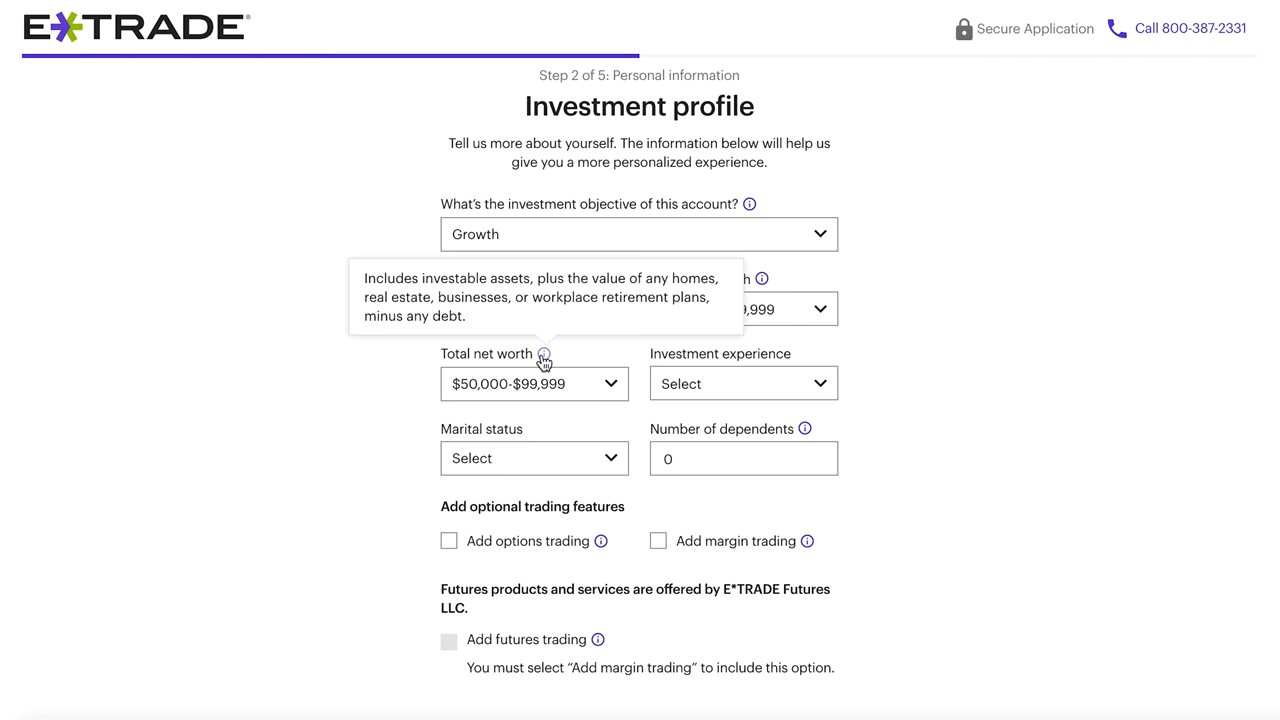 E*TRADE®
Secure Application
Call 800-387-2331
Step 2 of 5: Personal information
Investment profile
Tell us more about yourself. The information below will help us
give you a more personalized experience.
What's the investment objective of this account?
Growth
Includes investable assets, plus the value of any homes,
real estate, businesses, or workplace retirement plans,
minus any debt.
h
9,999
Total net worth
$50,000-$99,999
Investment experience
Select
Marital status
Select
Number of dependents
0
Add optional trading features
Add options trading
Add margin trading
Futures products and services are offered by E*TRADE Futures
LLC.
Add futures trading
You must select “Add margin trading” to include this option.